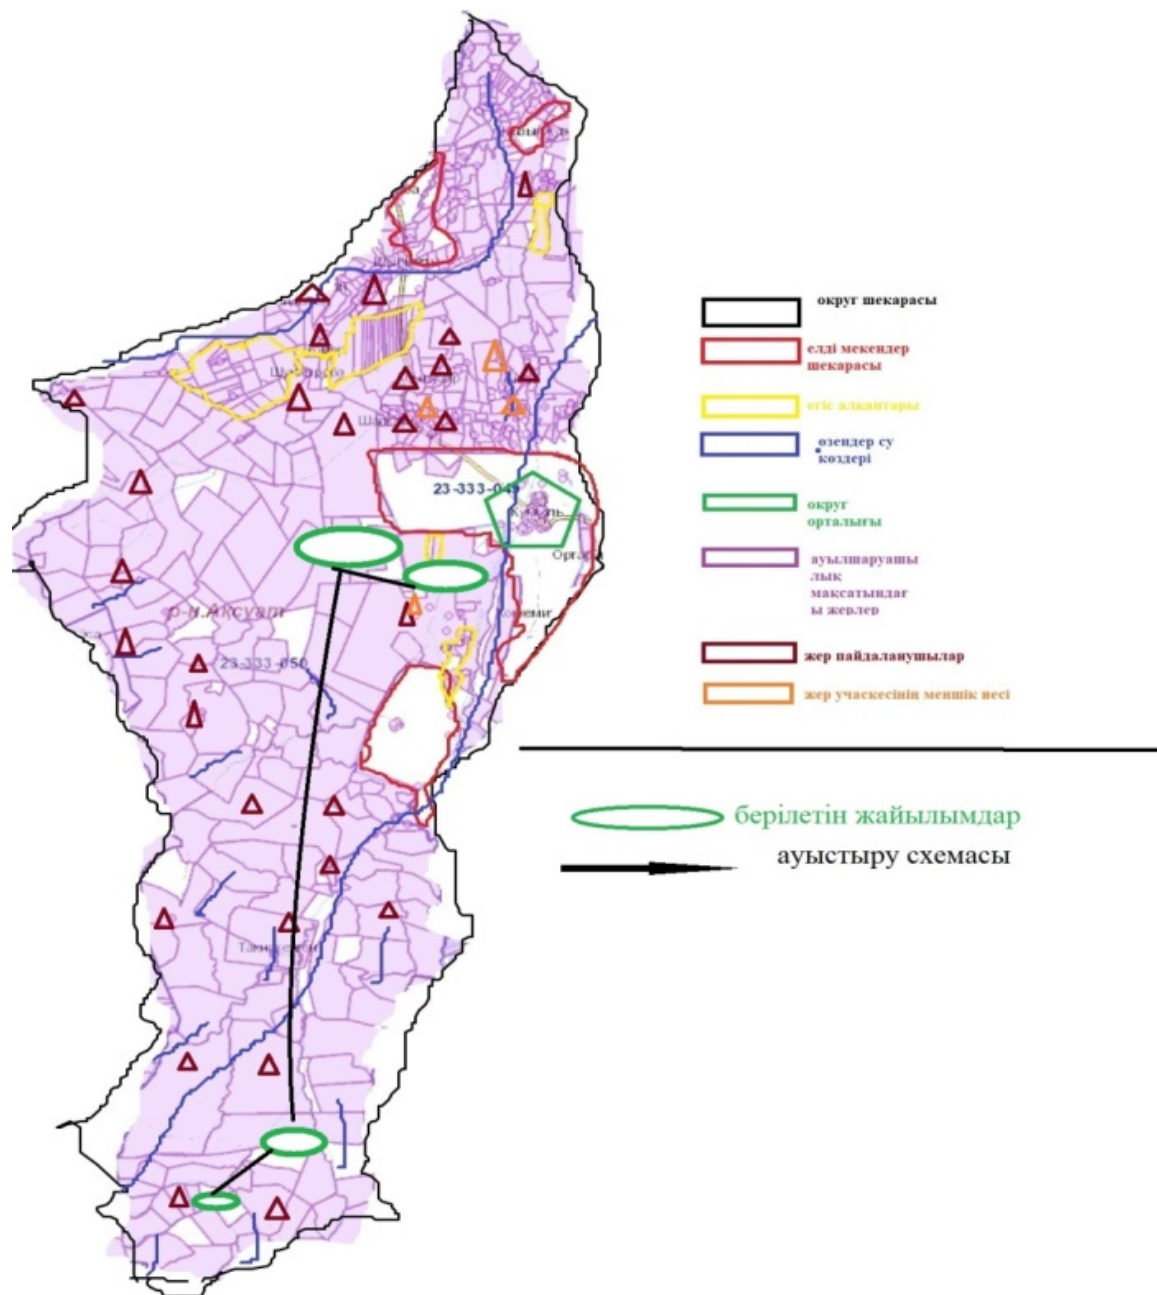 округ шекарасы
елді мекендер
шекарасы
егіс алқаптары
23-333-049
өзендер су
көздері
округ
орталығы
ауылшаруашы
лық
мақсатындағ
ы жерлер
р-н.Ақсуат
23-333-050
жер пайдаланушылар
жер учаскесінің меншік иесі
берілетін жайылымдар
ауыстыру схемасы